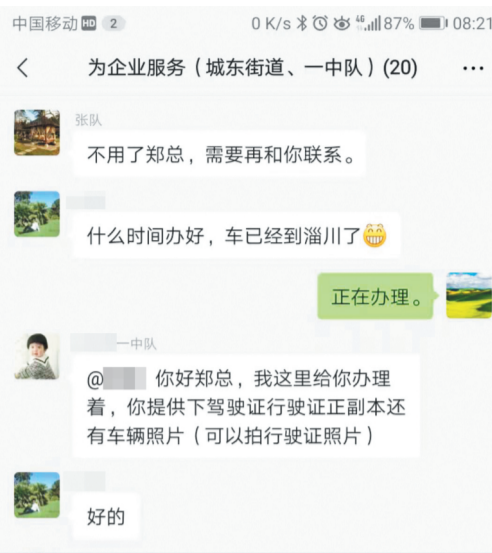 中国移动 HD 2 0 K/s 4G 87% 08:21
为企业服务（城东街道、一中队）(20)
张队
不用了郑总，需要再和你联系。
什么时间办好，车已经到淄川了
正在办理。
一中队
@ 你好郑总，我这里给你办理
着，你提供下驾驶证行驶证正副本还
有车辆照片（可以拍行驶证照片）
好的